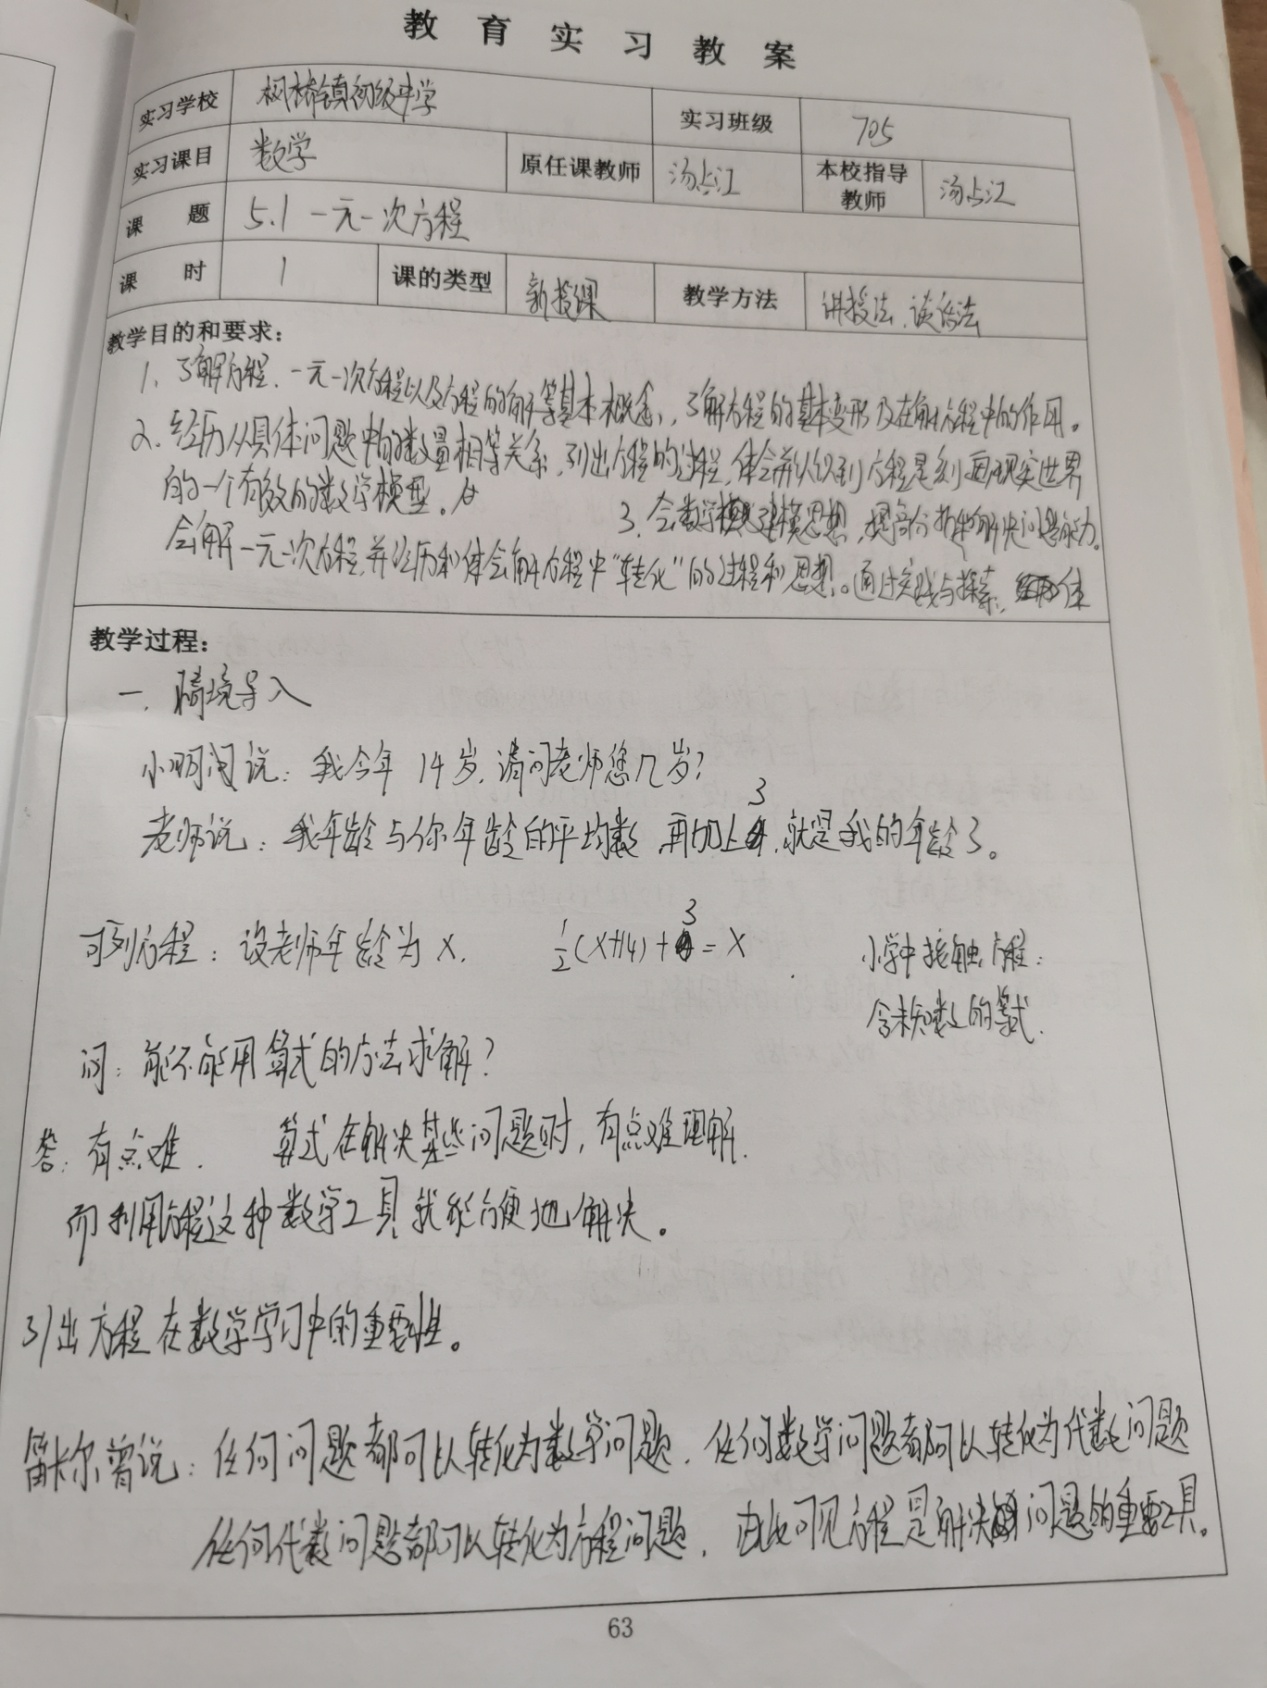 教育实习教案
实习学校 枫桥镇初级中学 实习班级 705
实习课目 数学 原任课教师 汤占江 本校指导教师 汤占江
课题 5.1 一元一次方程
课时 1 课的类型 新授课 教学方法 讲授法、谈话法
教学目的和要求:
1、了解方程、一元一次方程以及方程的解等基本概念,了解方程的基本变形及在解方程中的作用。
2、经历从具体问题中的数量相等关系,列出方程的过程,体会并认识到方程是刻画现实世界
的一个有效的数学模型。
3、会数学建模思想,提高分析和解决问题能力。
会解一元一次方程,并经历和体会解方程中"转化"的过程和思想。通过实践与探索,体
教学过程:
一、情境导入
小明问说:我今年14岁,请问老师您几岁?
老师说:我年龄与你年龄的平均数,再加上3,就是我的年龄了。
可列方程:设老师年龄为x. ½(x+14)+3=x
小学中接触方程:
含未知数的等式.
问:能不能用算式的方法求解?
答:有点难. 算式在解决某些问题时,有点难理解.
而利用方程这种数学工具就能方便地解决。
引出方程在数学学习中的重要性。
笛卡尔曾说:任何问题都可以转化为数学问题,任何数学问题都可以转化为代数问题
任何代数问题都可以转化为方程问题,由此可见方程是解决问题的重要工具。
63